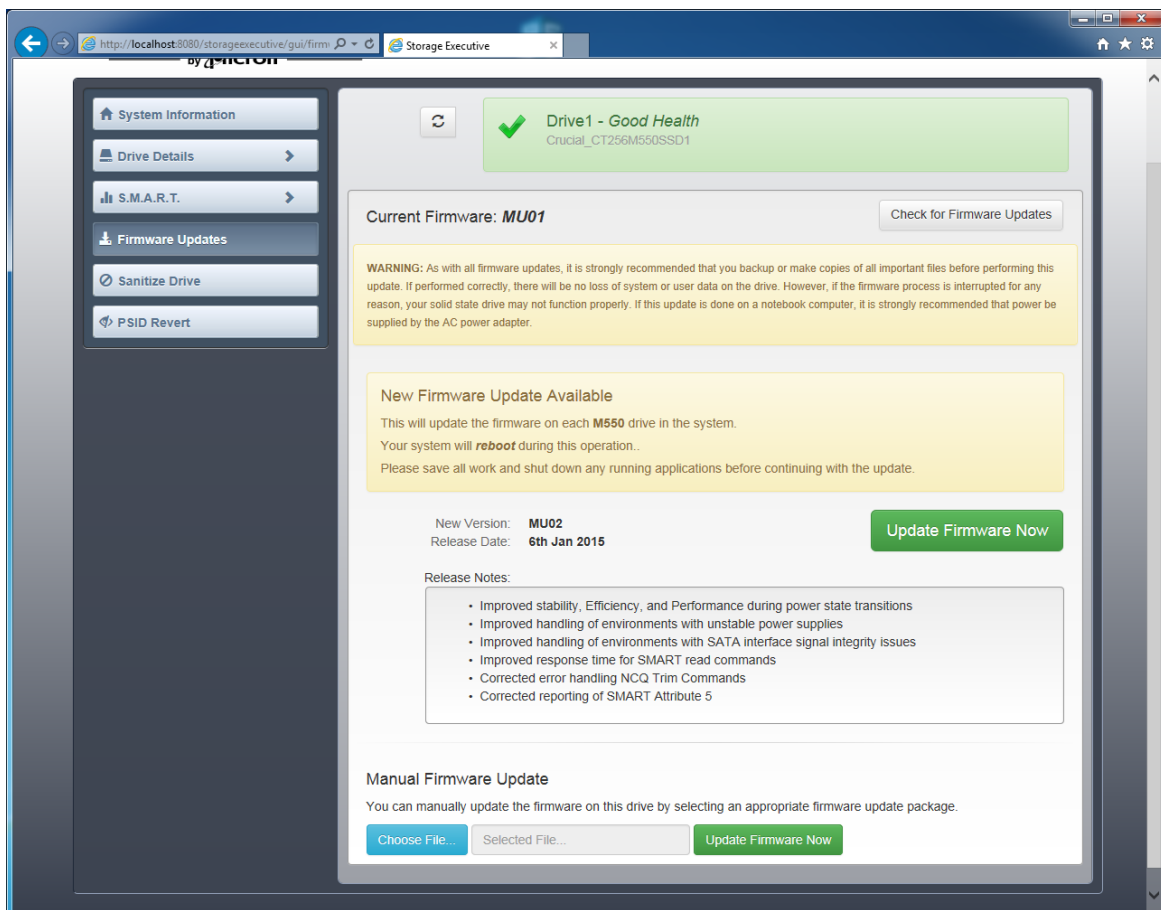 http://localhost:8080/storageexecutive/gui/firm
Storage Executive
by Micron
System Information
Drive Details
S.M.A.R.T.
Firmware Updates
Sanitize Drive
PSID Revert
Drive1 - Good Health
Crucial_CT256M550SSD1
Current Firmware: MU01
Check for Firmware Updates
WARNING: As with all firmware updates, it is strongly recommended that you backup or make copies of all important files before performing this
update. If performed correctly, there will be no loss of system or user data on the drive. However, if the firmware process is interrupted for any
reason, your solid state drive may not function properly. If this update is done on a notebook computer, it is strongly recommended that power be
supplied by the AC power adapter.
New Firmware Update Available
This will update the firmware on each M550 drive in the system.
Your system will reboot during this operation..
Please save all work and shut down any running applications before continuing with the update.
New Version: MU02
Release Date: 6th Jan 2015
Update Firmware Now
Release Notes:
• Improved stability, Efficiency, and Performance during power state transitions
• Improved handling of environments with unstable power supplies
• Improved handling of environments with SATA interface signal integrity issues
• Improved response time for SMART read commands
• Corrected error handling NCQ Trim Commands
• Corrected reporting of SMART Attribute 5
Manual Firmware Update
You can manually update the firmware on this drive by selecting an appropriate firmware update package.
Choose File... Selected File... Update Firmware Now